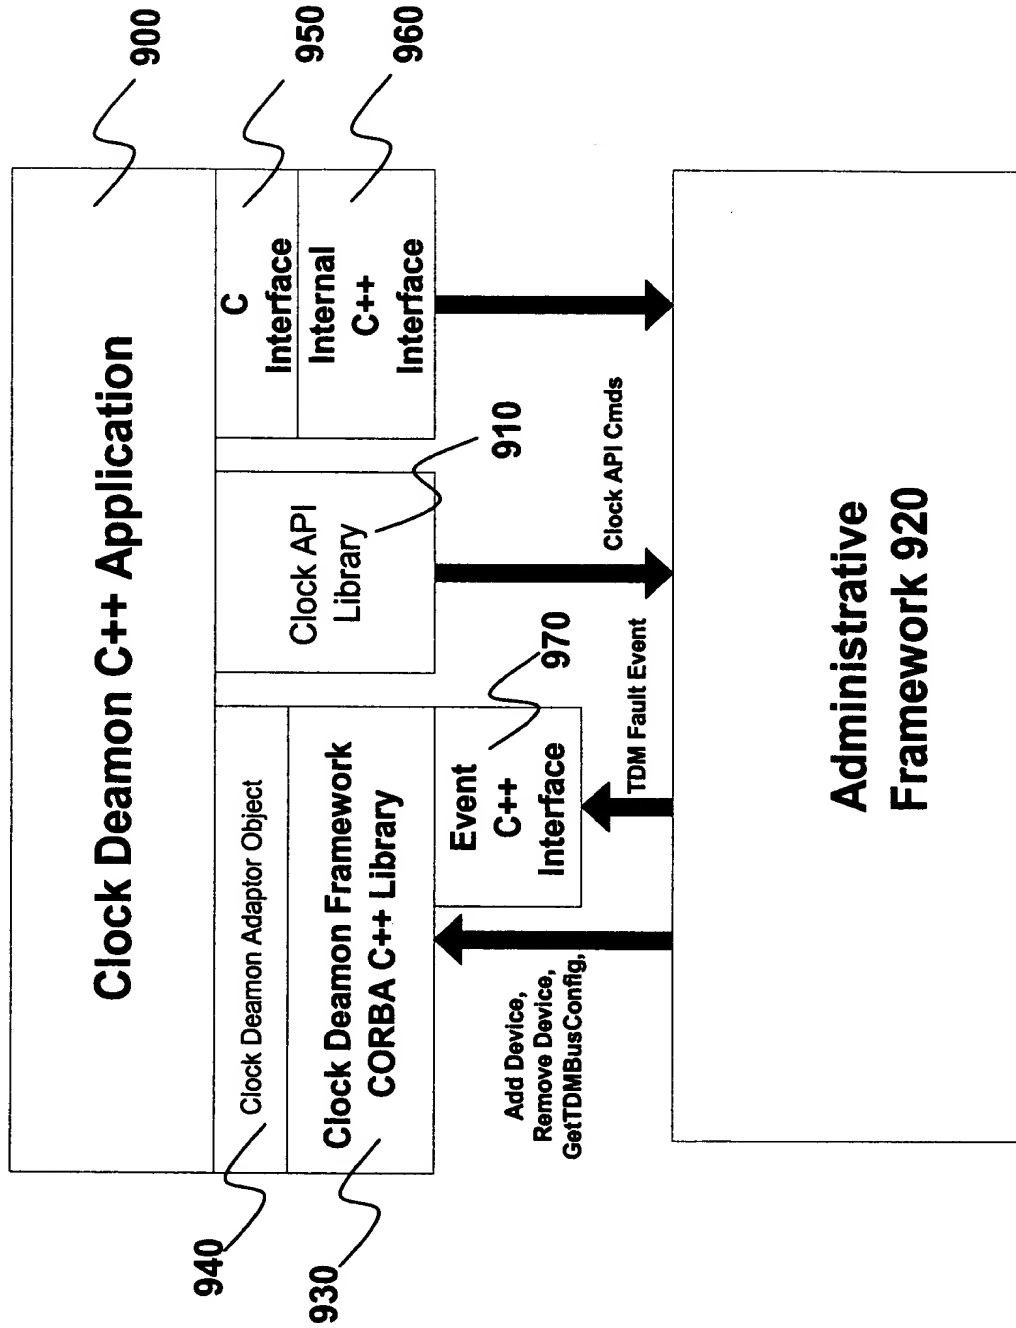 900
950
960
Clock Deamon C++ Application
C
Interface
Internal
C++
Interface
Clock API
Library
910
Clock Deamon Adaptor Object
Clock Deamon Framework
CORBA C++ Library
940
930
Event
C++
Interface
970
Clock API Cmds
TDM Fault Event
Add Device,
Remove Device,
GetTDMBusConfig,
Administrative
Framework 920